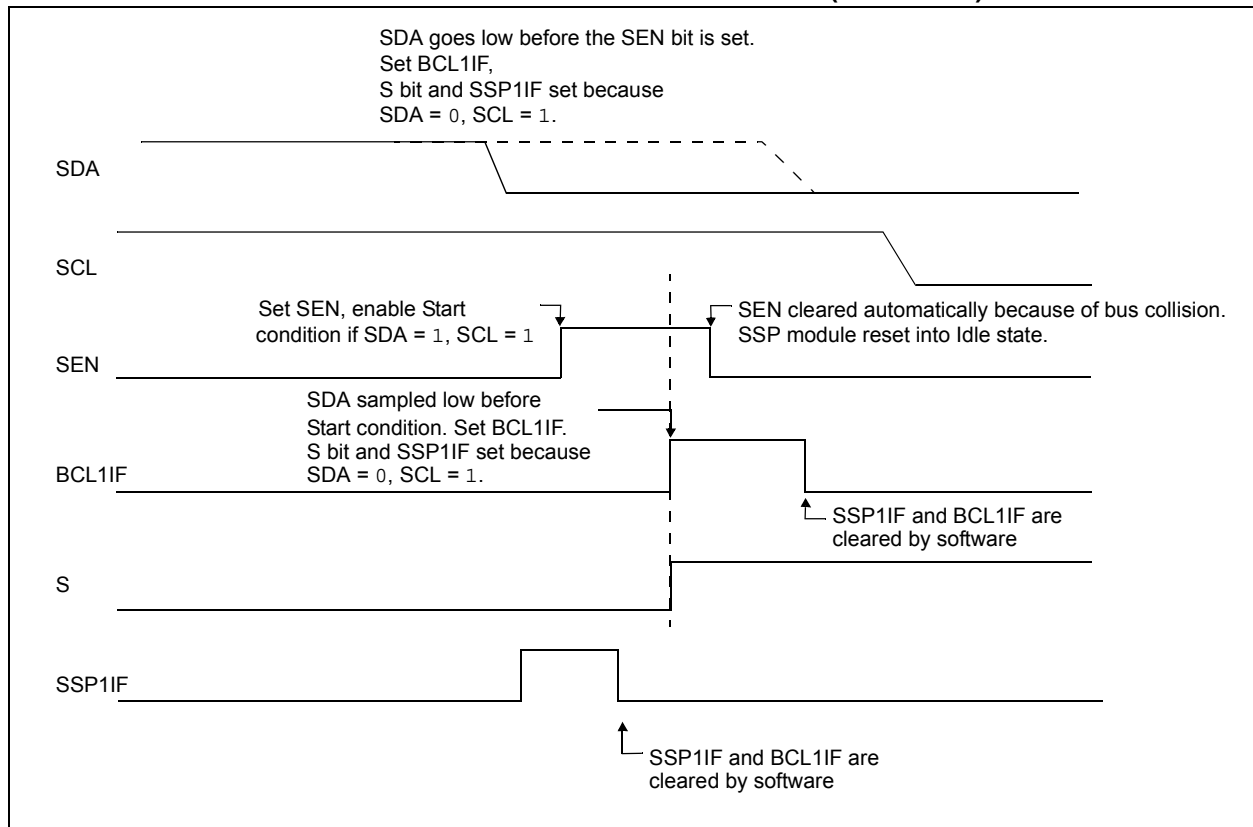 SDA goes low before the SEN bit is set.
Set BCL1IF,
S bit and SSP1IF set because
SDA = 0, SCL = 1.
SDA
SCL
Set SEN, enable Start
condition if SDA = 1, SCL = 1
SEN cleared automatically because of bus collision.
SSP module reset into Idle state.
SEN
SDA sampled low before
Start condition. Set BCL1IF.
S bit and SSP1IF set because
SDA = 0, SCL = 1.
BCL1IF
SSP1IF and BCL1IF are
cleared by software
S
SSP1IF
SSP1IF and BCL1IF are
cleared by software